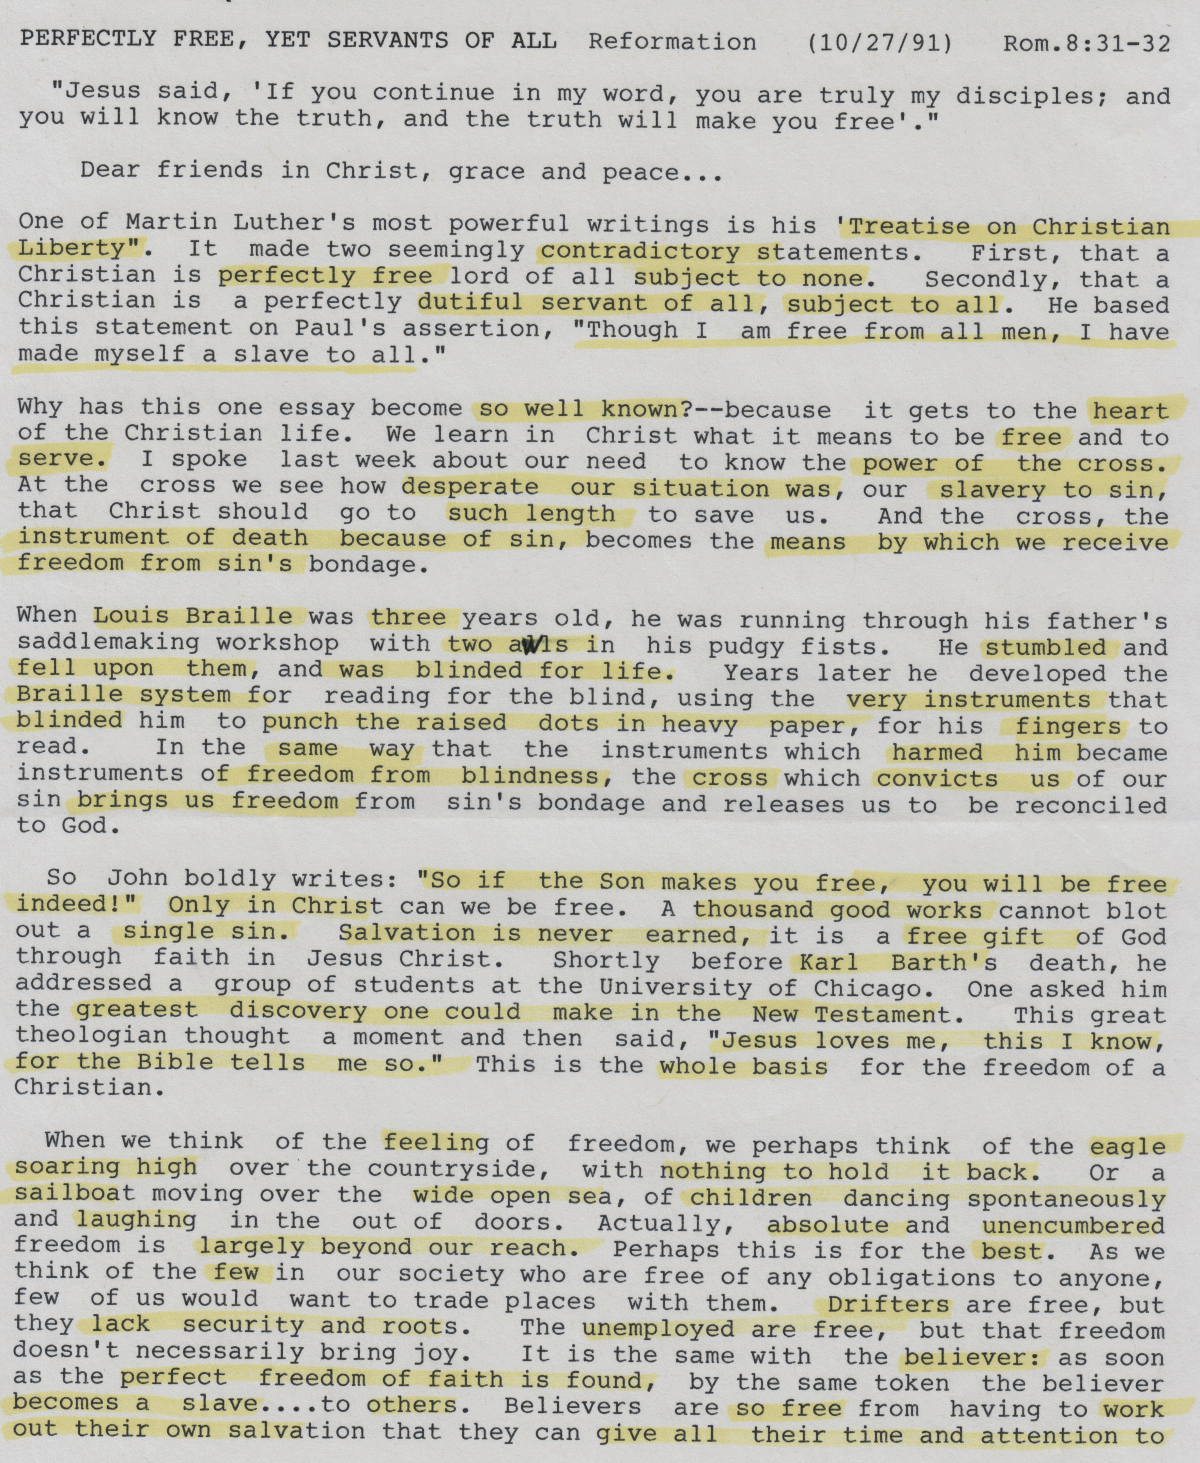 PERFECTLY FREE, YET SERVANTS OF ALL Reformation (10/27/91) Rom.8:31-32
"Jesus said, 'If you continue in my word, you are truly my disciples; and
you will know the truth, and the truth will make you free'."
Dear friends in Christ, grace and peace...
One of Martin Luther's most powerful writings is his 'Treatise on Christian
Liberty". It made two seemingly contradictory statements. First, that a
Christian is perfectly free lord of all subject to none. Secondly, that a
Christian is a perfectly dutiful servant of all, subject to all. He based
this statement on Paul's assertion, "Though I am free from all men, I have
made myself a slave to all."
Why has this one essay become so well known?--because it gets to the heart
of the Christian life. We learn in Christ what it means to be free and to
serve. I spoke last week about our need to know the power of the cross.
At the cross we see how desperate our situation was, our slavery to sin,
that Christ should go to such length to save us. And the cross, the
instrument of death because of sin, becomes the means by which we receive
freedom from sin's bondage.
When Louis Braille was three years old, he was running through his father's
saddlemaking workshop with two awls in his pudgy fists. He stumbled and
fell upon them, and was blinded for life. Years later he developed the
Braille system for reading for the blind, using the very instruments that
blinded him to punch the raised dots in heavy paper, for his fingers to
read. In the same way that the instruments which harmed him became
instruments of freedom from blindness, the cross which convicts us of our
sin brings us freedom from sin's bondage and releases us to be reconciled
to God.
So John boldly writes: "So if the Son makes you free, you will be free
indeed!" Only in Christ can we be free. A thousand good works cannot blot
out a single sin. Salvation is never earned, it is a free gift of God
through faith in Jesus Christ. Shortly before Karl Barth's death, he
addressed a group of students at the University of Chicago. One asked him
the greatest discovery one could make in the New Testament. This great
theologian thought a moment and then said, "Jesus loves me, this I know,
for the Bible tells me so." This is the whole basis for the freedom of a
Christian.
When we think of the feeling of freedom, we perhaps think of the eagle
soaring high over the countryside, with nothing to hold it back. Or a
sailboat moving over the wide open sea, of children dancing spontaneously
and laughing in the out of doors. Actually, absolute and unencumbered
freedom is largely beyond our reach. Perhaps this is for the best. As we
think of the few in our society who are free of any obligations to anyone,
few of us would want to trade places with them. Drifters are free, but
they lack security and roots. The unemployed are free, but that freedom
doesn't necessarily bring joy. It is the same with the believer: as soon
as the perfect freedom of faith is found, by the same token the believer
becomes a slave....to others. Believers are so free from having to work
out their own salvation that they can give all their time and attention to